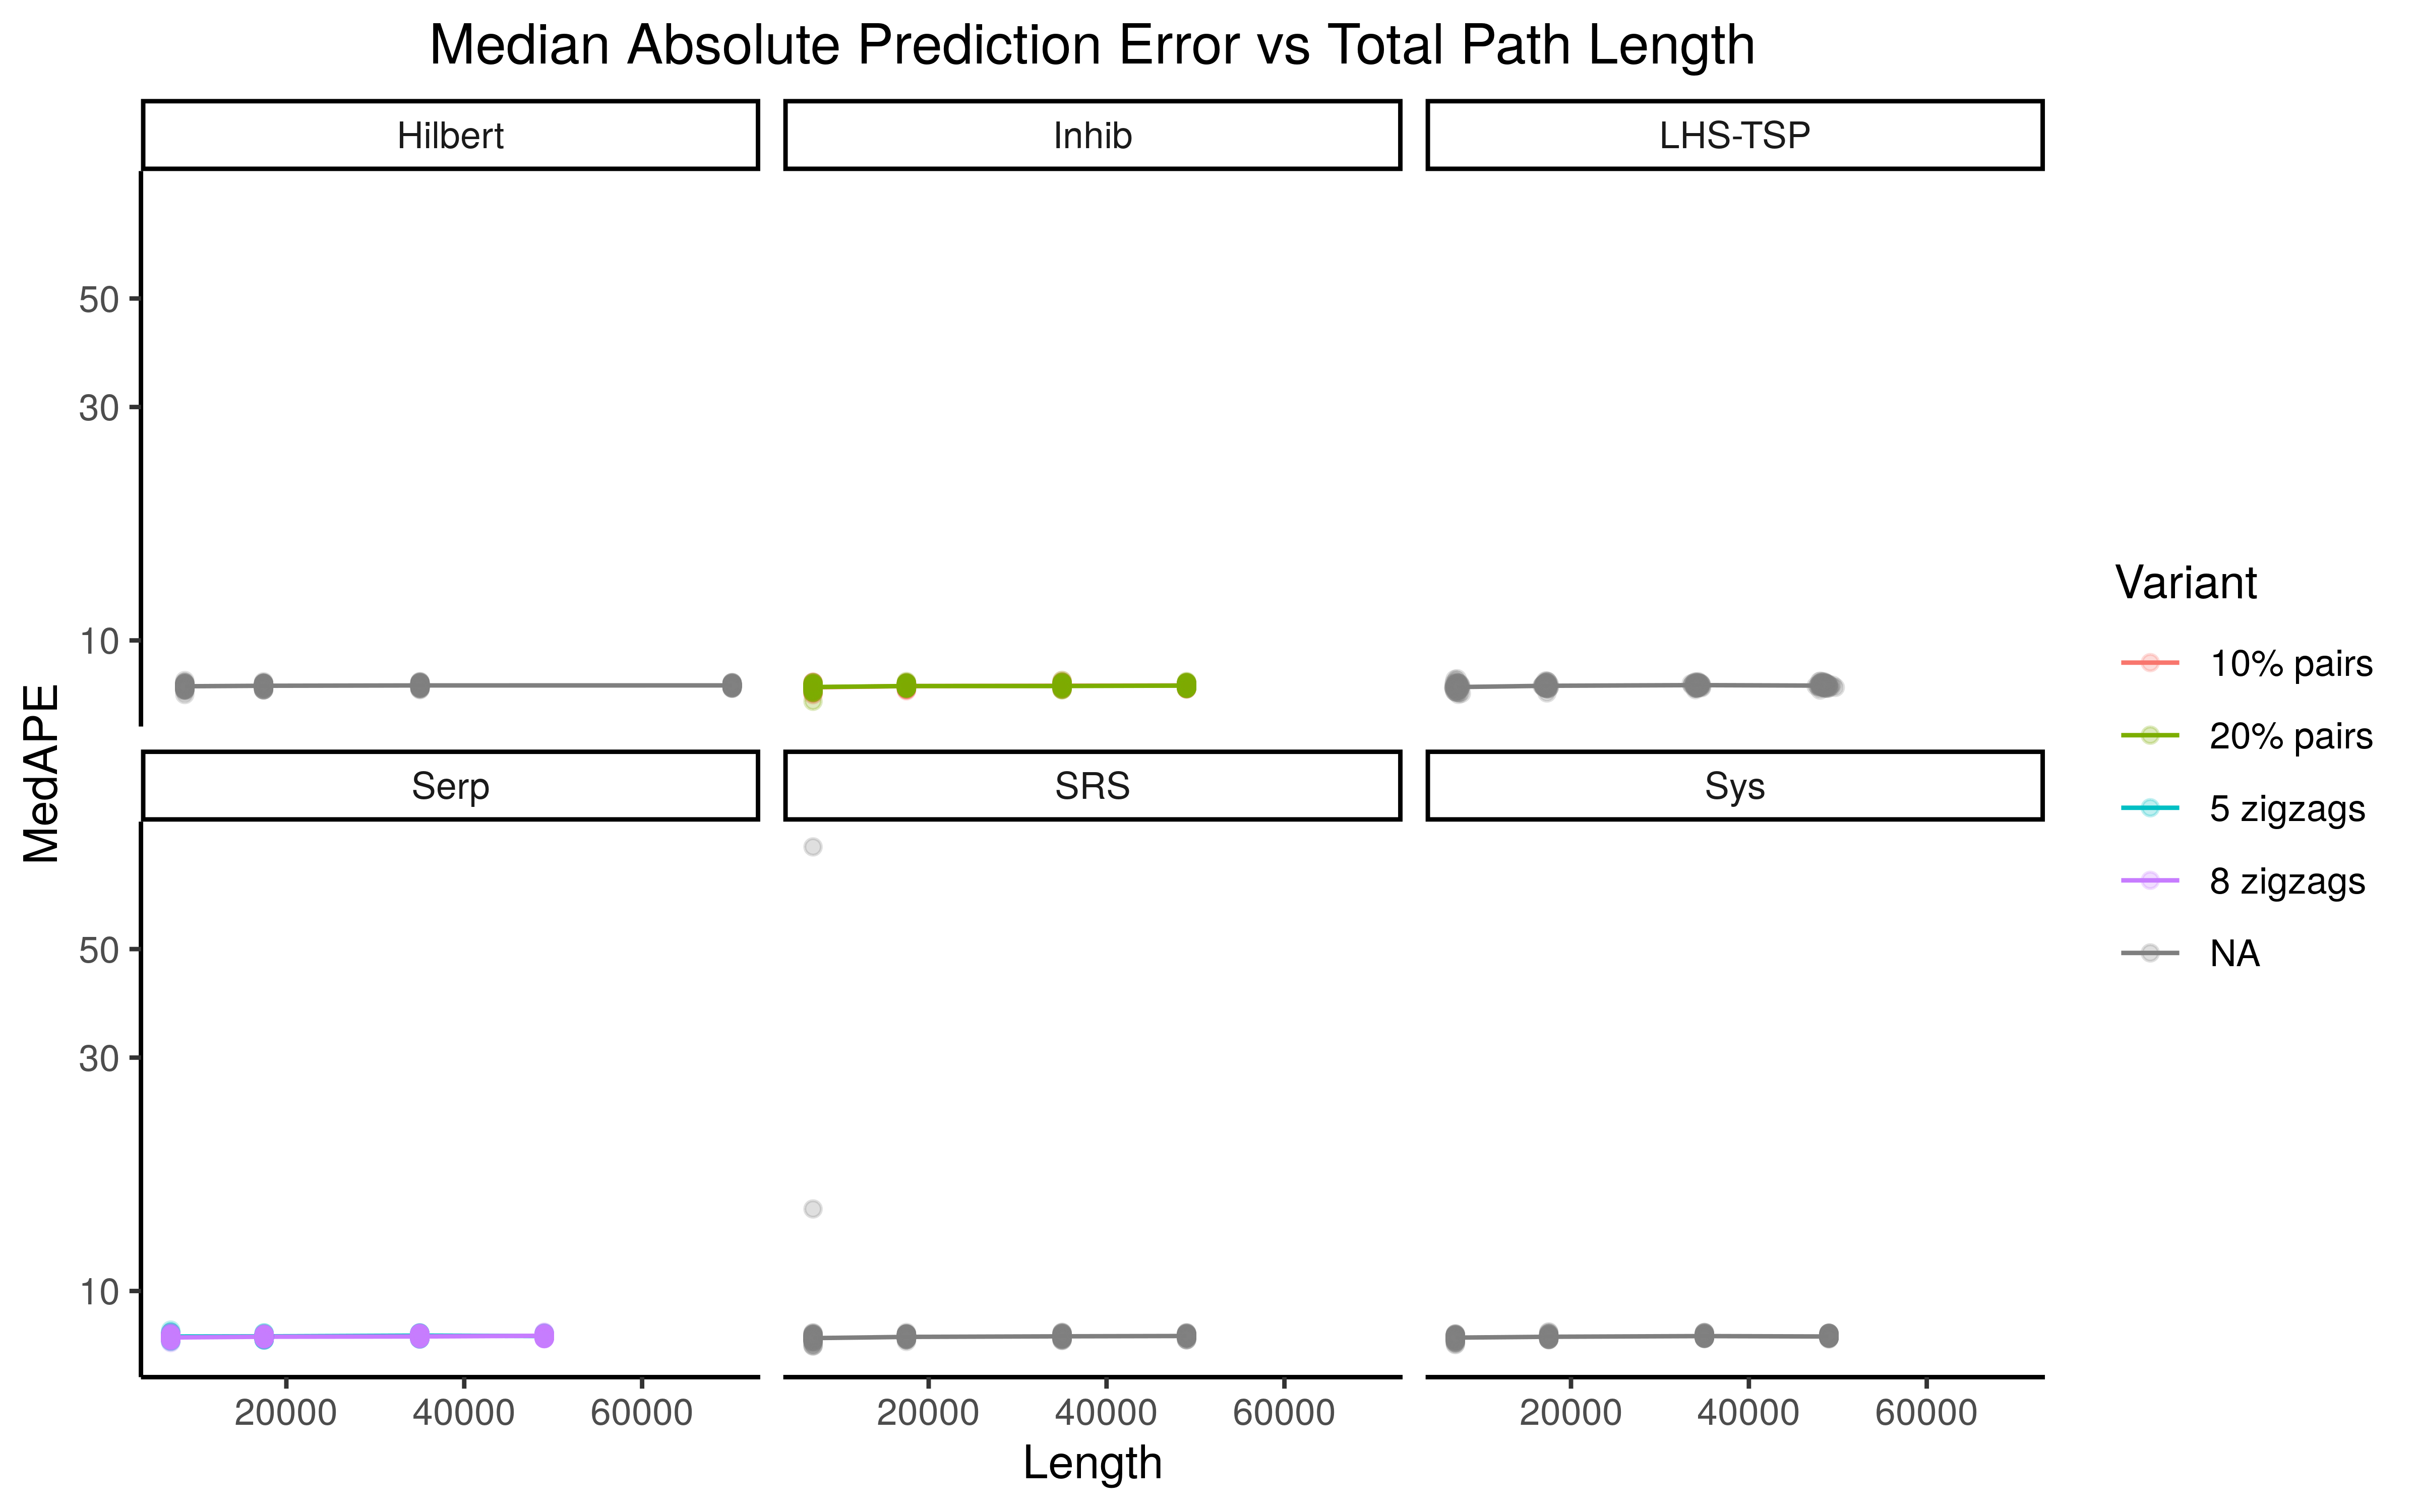 Median Absolute Prediction Error vs Total Path Length
Hilbert
Inhib
LHS-TSP
50
30
10
Serp
SRS
Sys
50
30
10
20000
40000
60000
20000
40000
60000
20000
40000
60000
Length
MedAPE
Variant
10% pairs
20% pairs
5 zigzags
8 zigzags
NA